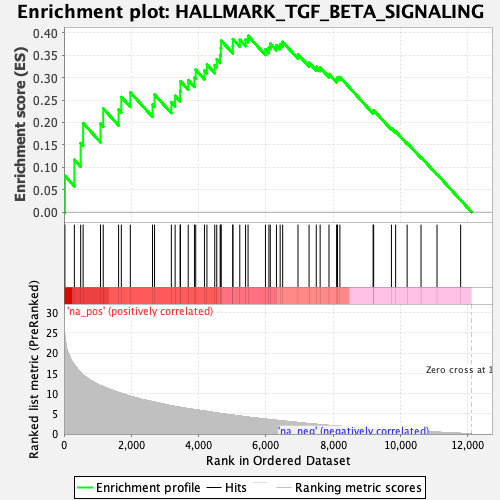 Enrichment plot: HALLMARK_TGF_BETA_SIGNALING
Enrichment score (ES)
0.40
0.35
0.30
0.25
0.20
0.15
0.10
0.05
0.00
'na_pos' (positively correlated)
Ranked list metric (PreRanked)
30
25
20
15
10
5
0
Zero cross at 1
'na_neg' (negatively correlated)
0
2,000
4,000
6,000
8,000
10,000
12,000
Rank in Ordered Dataset
Enrichment profile
Hits
Ranking metric scores